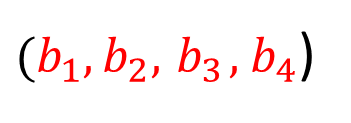 (b₁, b₂, b₃, b₄)